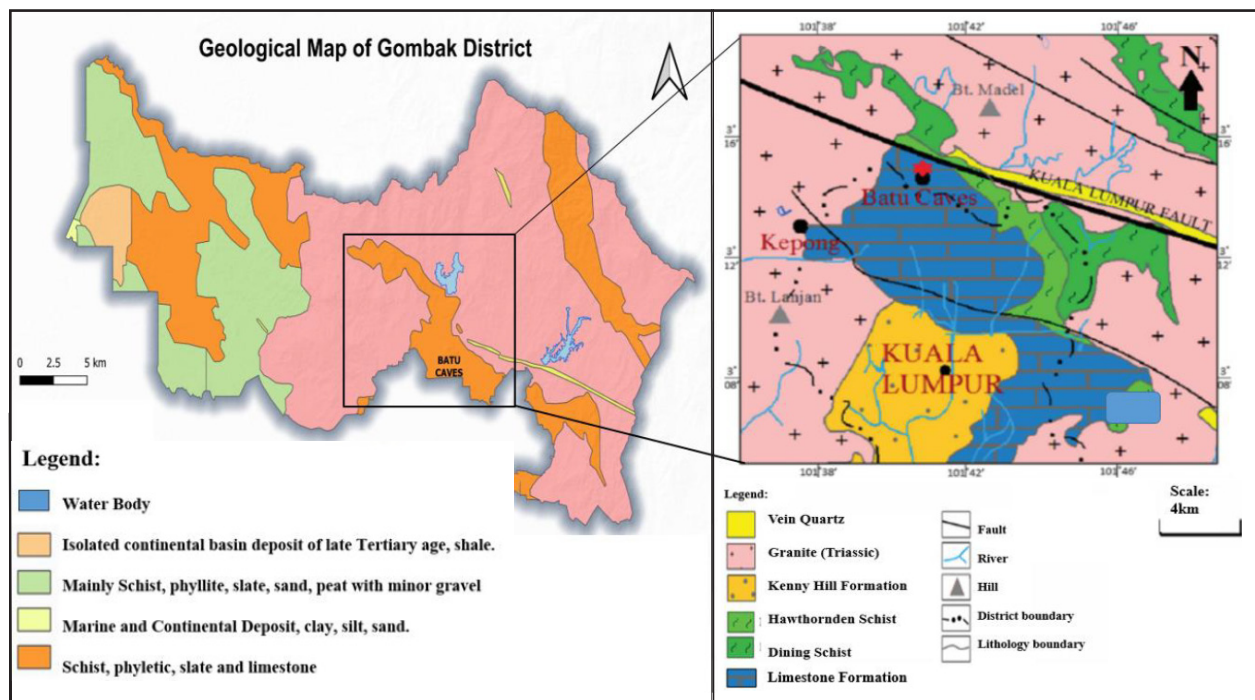 Geological Map of Gombak District
BATU
CAVES
0 2.5 5 km
Legend:
Water Body
Isolated continental basin deposit of late Tertiary age, shale.
Mainly Schist, phyllite, slate, sand, peat with minor gravel
Marine and Continental Deposit, clay, silt, sand.
Schist, phyletic, slate and limestone
101°38 101°42 101°46
N
Bt. Madel
3°
16
3°
16
Batu Caves
KUALA LUMPUR FAULT
Kepong
3°
12
3°
12
Bt. Lanjan
KUALA
LUMPUR
3°
08
3°
08
101°38 101°42 101°46
Legend:
Vein Quartz
Granite (Triassic)
Kenny Hill Formation
Hawthornden Schist
Dining Schist
Limestone Formation
Fault
River
Hill
District boundary
Lithology boundary
Scale:
4km